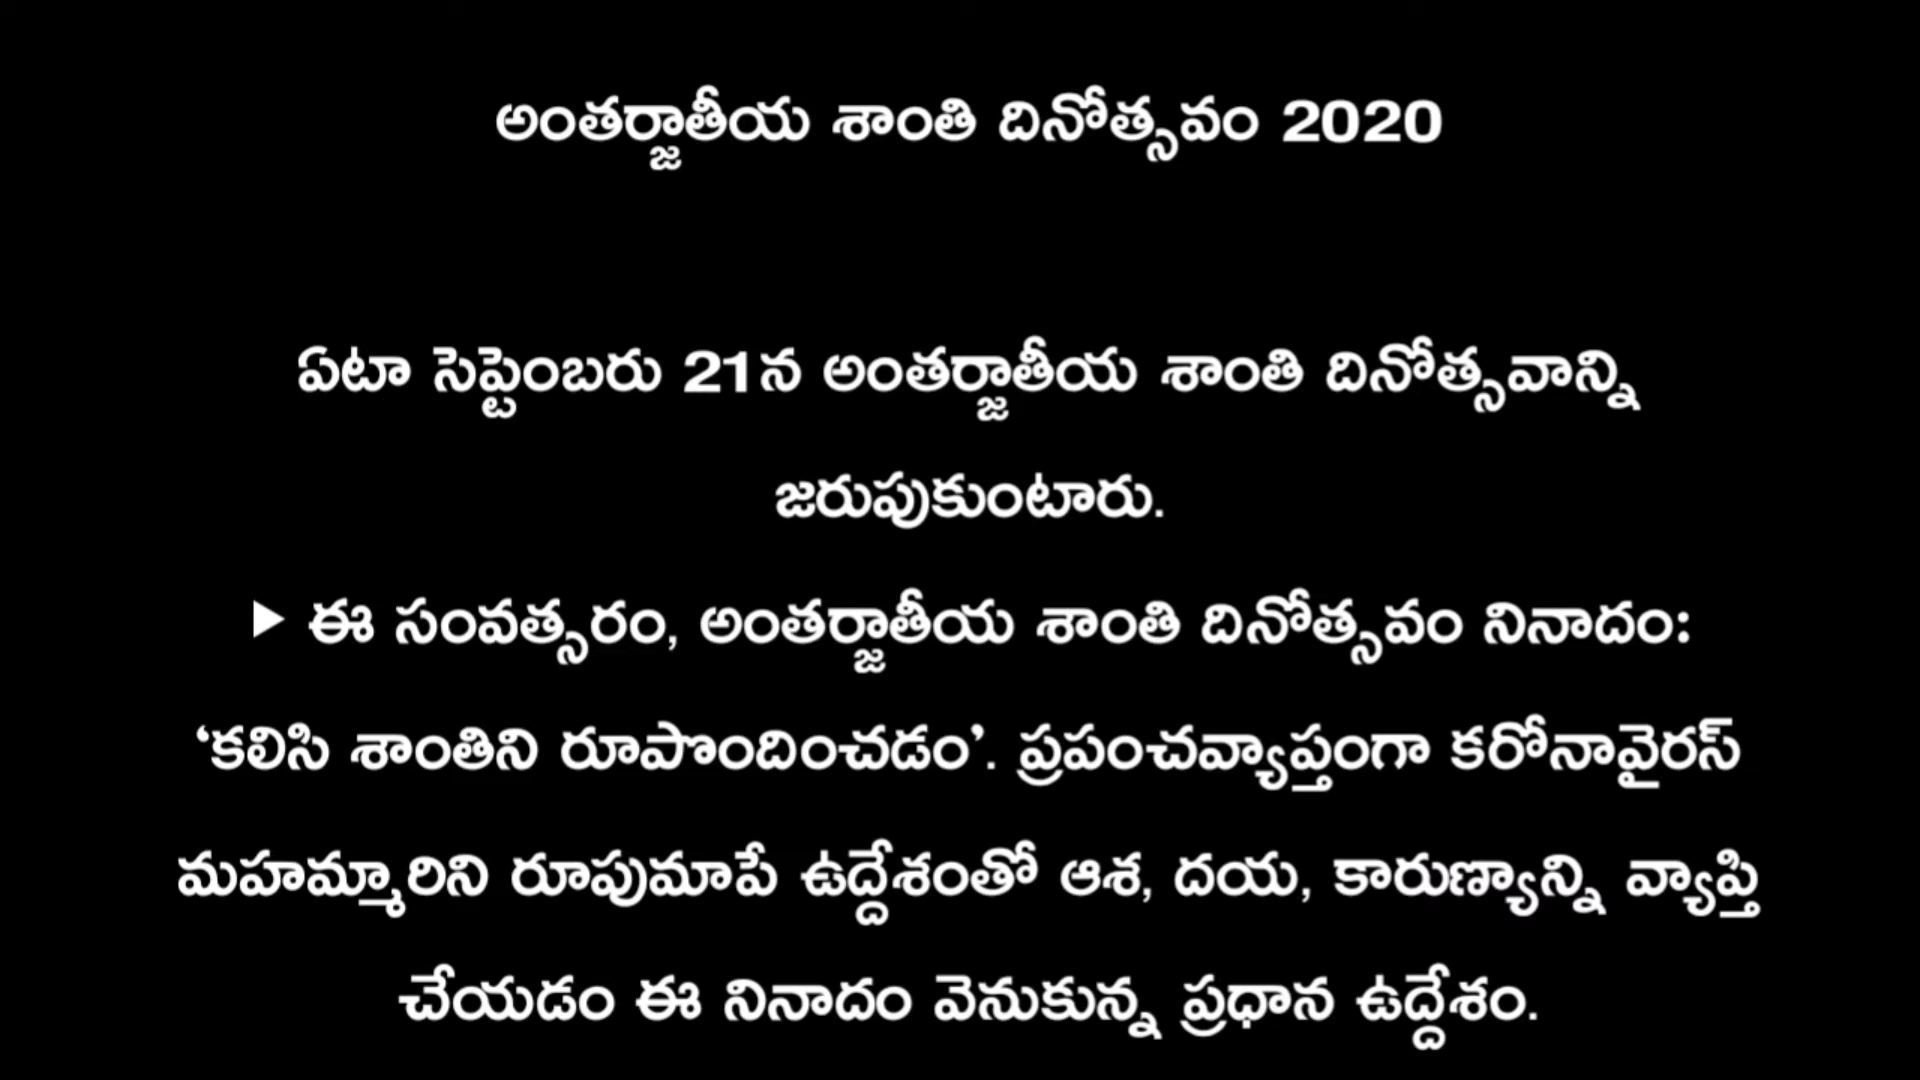 అంతర్జాతీయ శాంతి దినోత్సవం 2020
ఏటా సెప్టెంబరు 21న అంతర్జాతీయ శాంతి దినోత్సవాన్ని
జరుపుకుంటారు.
▶ ఈ సంవత్సరం, అంతర్జాతీయ శాంతి దినోత్సవం నినాదం:
‘కలిసి శాంతిని రూపొందించడం’. ప్రపంచవ్యాప్తంగా కరోనావైరస్
మహమ్మారిని రూపుమాపే ఉద్దేశంతో ఆశ, దయ, కారుణ్యాన్ని వ్యాప్తి
చేయడం ఈ నినాదం వెనుకున్న ప్రధాన ఉద్దేశం.